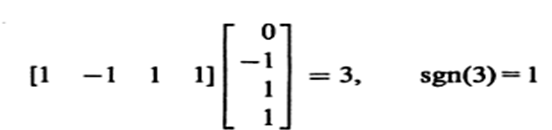 [1 −1 1 1] [0 −1 1 1] = 3, sgn(3) = 1